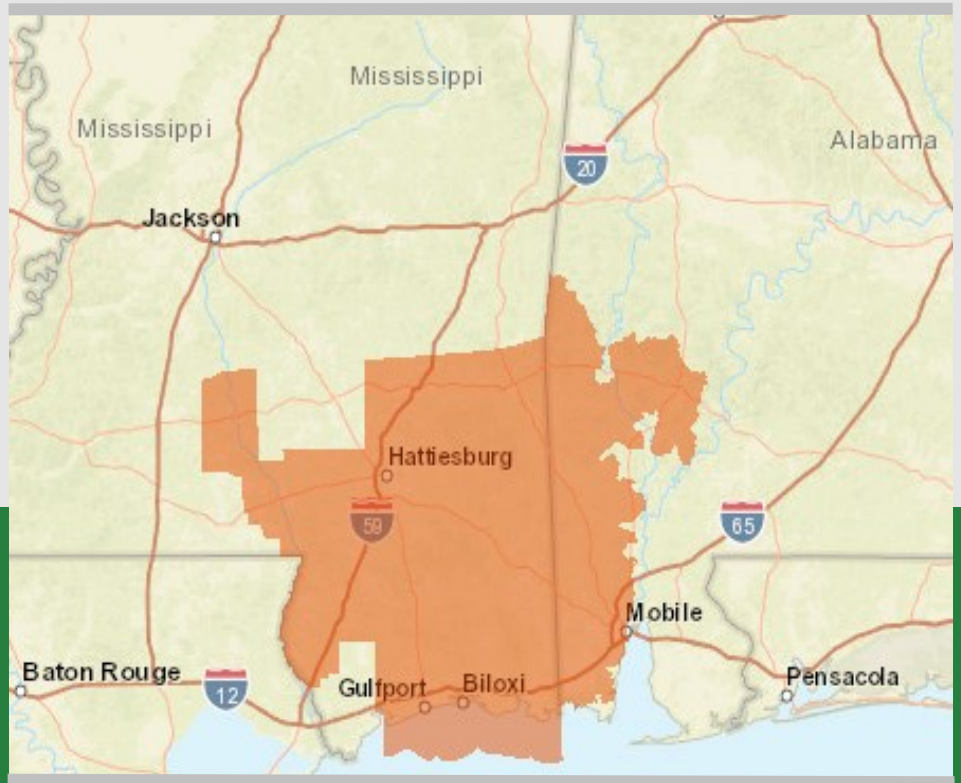 Mississippi
Mississippi
Alabama
20
Jackson
Hattiesburg
59
65
Mobile
Baton Rouge
12
Gulfport
Biloxi
Pensacola